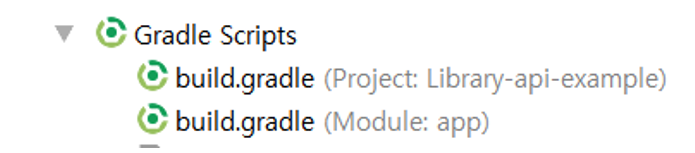 Gradle Scripts
build.gradle (Project: Library-api-example)
build.gradle (Module: app)